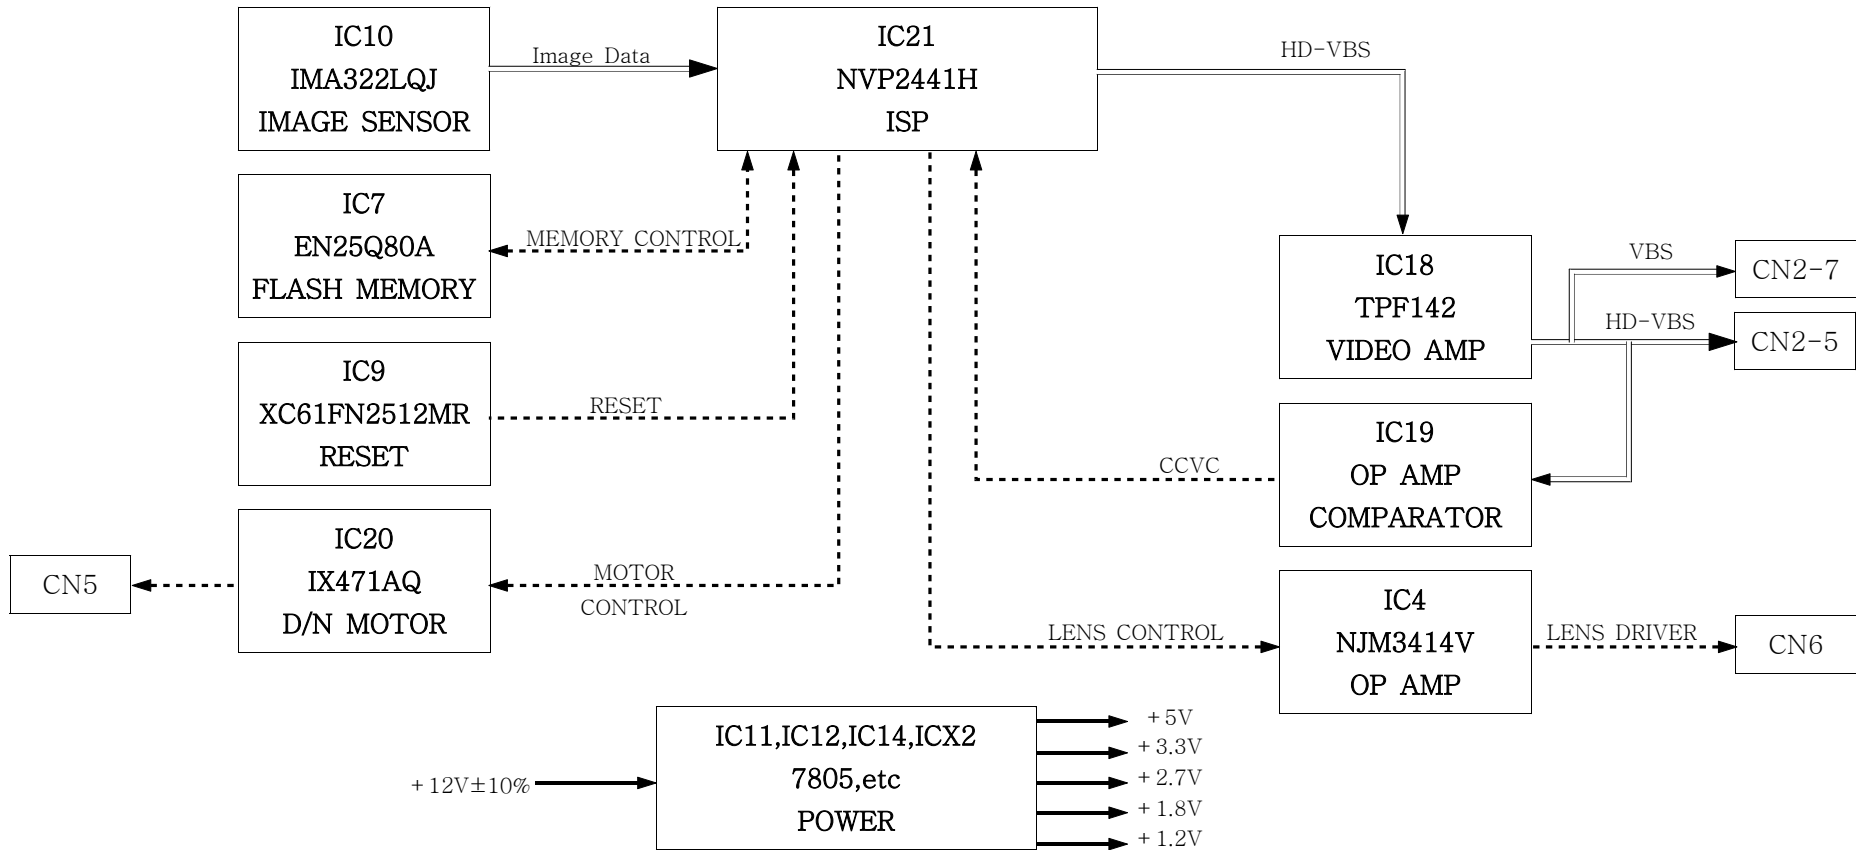 IC10
IMA322LQJ
IMAGE SENSOR
Image Data
IC21
NVP2441H
ISP
HD-VBS
IC7
EN25Q80A
FLASH MEMORY
MEMORY CONTROL
IC18
TPF142
VIDEO AMP
VBS
CN2-7
HD-VBS
CN2-5
IC9
XC61FN2512MR
RESET
RESET
CCVC
IC19
OP AMP
COMPARATOR
CN5
IC20
IX471AQ
D/N MOTOR
MOTOR
CONTROL
LENS CONTROL
IC4
NJM3414V
OP AMP
LENS DRIVER
CN6
+12V±10%
IC11,IC12,IC14,ICX2
7805,etc
POWER
+5V
+3.3V
+2.7V
+1.8V
+1.2V